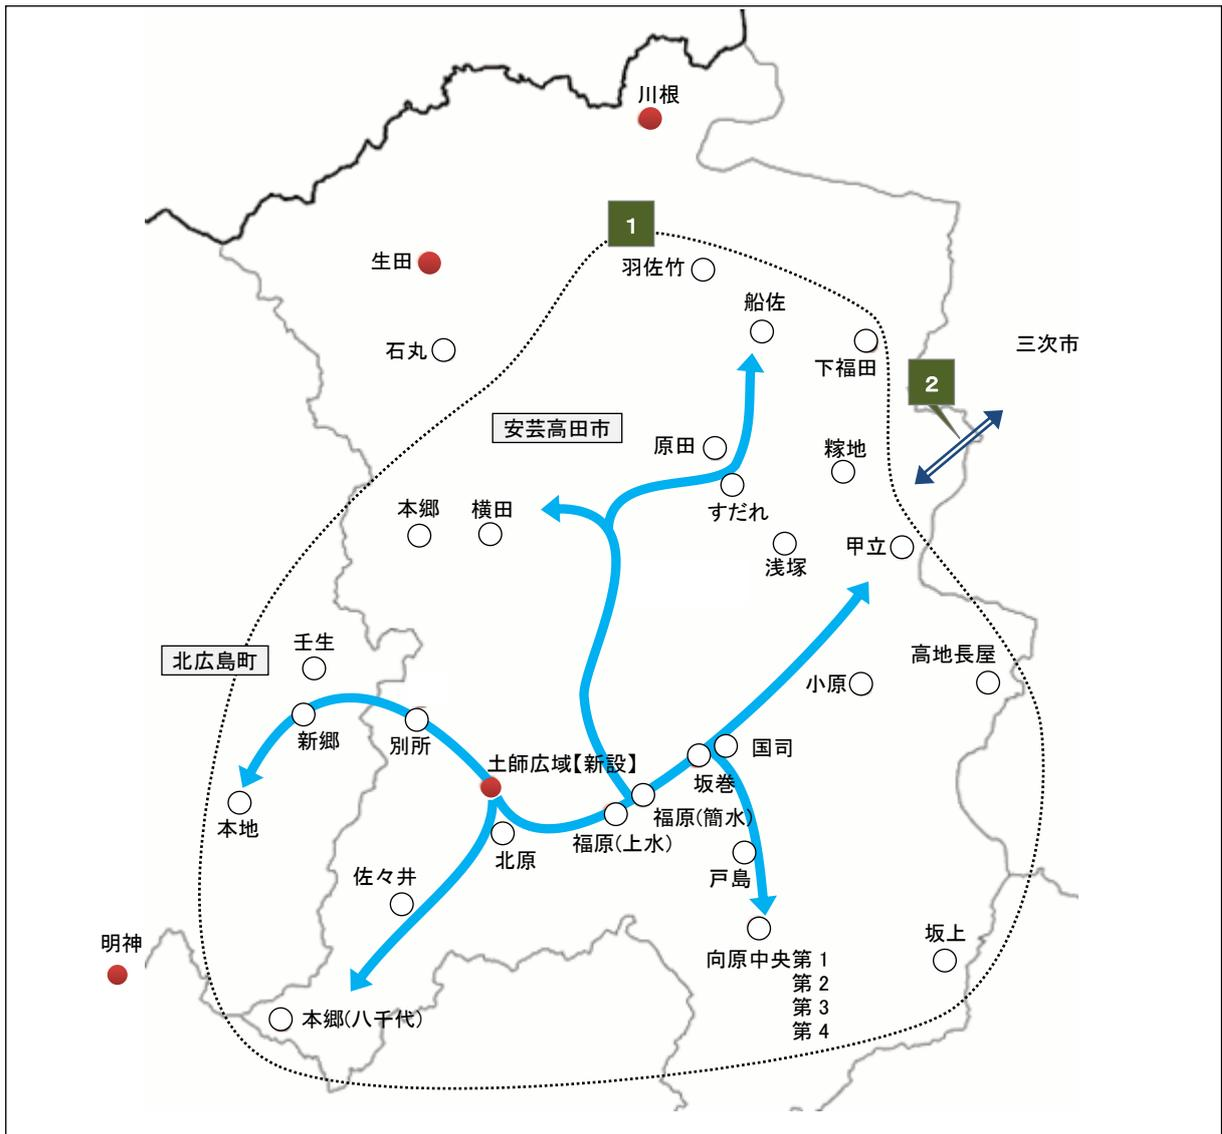 川根
1
生田
羽佐竹
船佐
石丸
下福田
三次市
2
安芸高田市
原田
糘地
本郷
横田
すだれ
浅塚
甲立
壬生
北広島町
高地長屋
小原
新郷
別所
国司
土師広域【新設】
坂巻
本地
福原(簡水)
福原(上水)
北原
佐々井
戸島
明神
坂上
向原中央第1
第2
第3
第4
本郷(八千代)